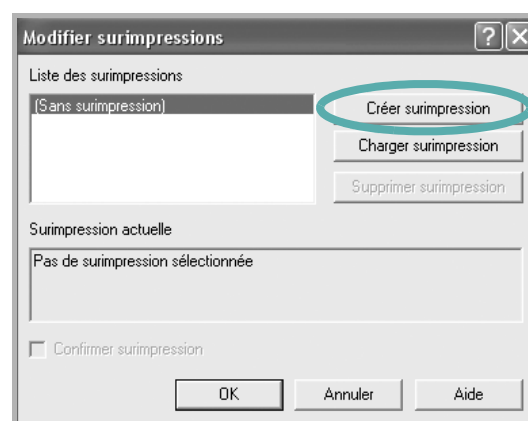 Modifier surimpressions
Liste des surimpressions
(Sans surimpression)
Créer surimpression
Charger surimpression
Supprimer surimpression
Surimpression actuelle
Pas de surimpression sélectionnée
Confirmer surimpression
OK Annuler Aide